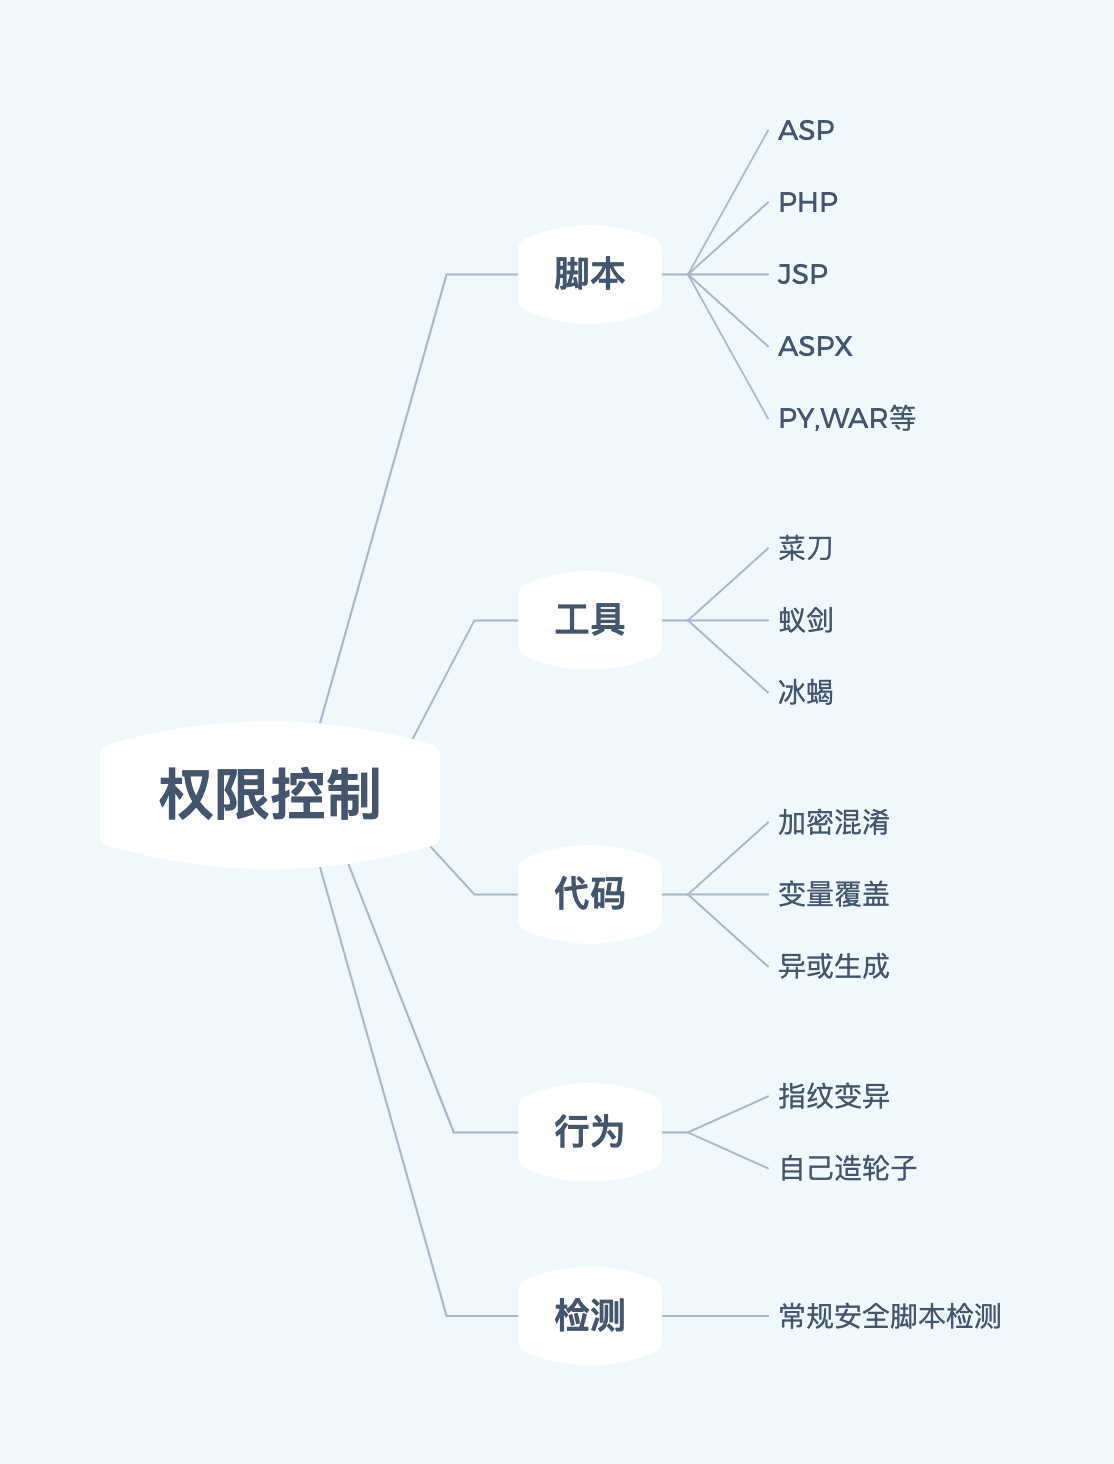 权限控制
脚本
ASP
PHP
JSP
ASPX
PY,WAR等
工具
菜刀
蚁剑
冰蝎
代码
加密混淆
变量覆盖
异或生成
行为
指纹变异
自己造轮子
检测
常规安全脚本检测